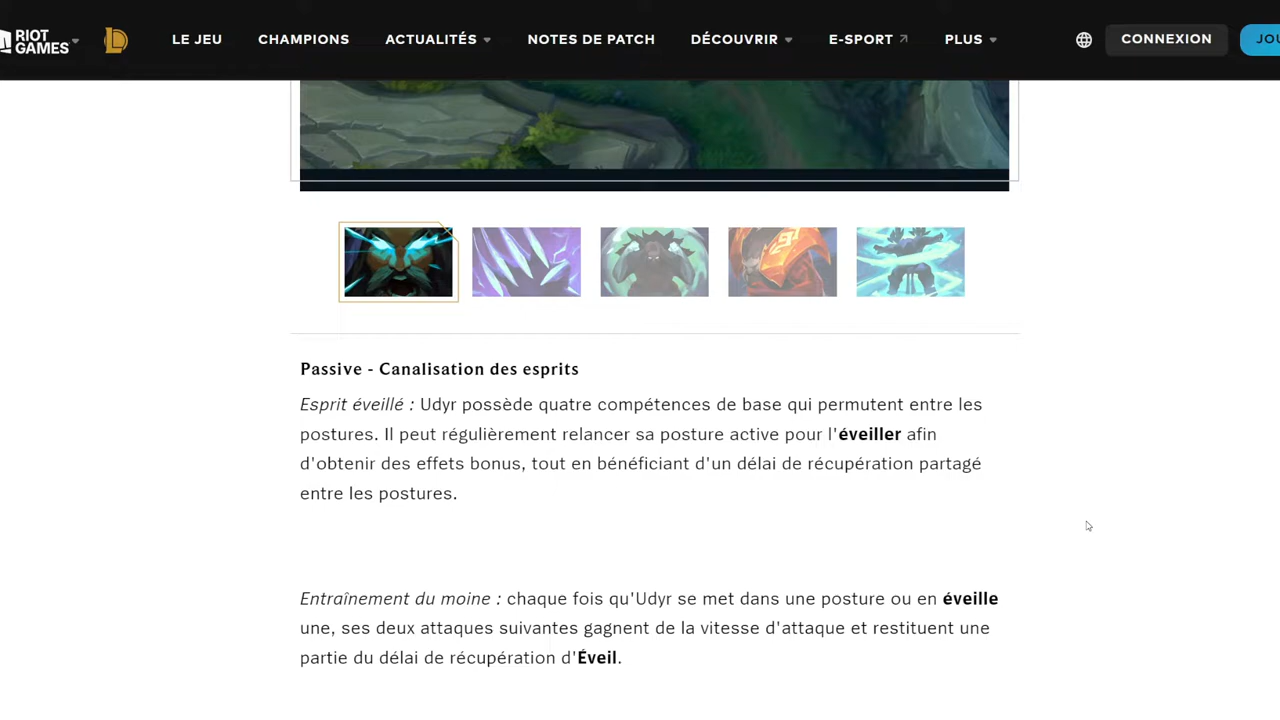 RIOT
GAMES
LE JEU
CHAMPIONS
ACTUALITÉS
NOTES DE PATCH
DÉCOUVRIR
E-SPORT
PLUS
CONNEXION
JOU
Passive - Canalisation des esprits
Esprit éveillé : Udyr possède quatre compétences de base qui permutent entre les
postures. Il peut régulièrement relancer sa posture active pour l'éveiller afin
d'obtenir des effets bonus, tout en bénéficiant d'un délai de récupération partagé
entre les postures.
Entraînement du moine : chaque fois qu'Udyr se met dans une posture ou en éveille
une, ses deux attaques suivantes gagnent de la vitesse d'attaque et restituent une
partie du délai de récupération d'Éveil.